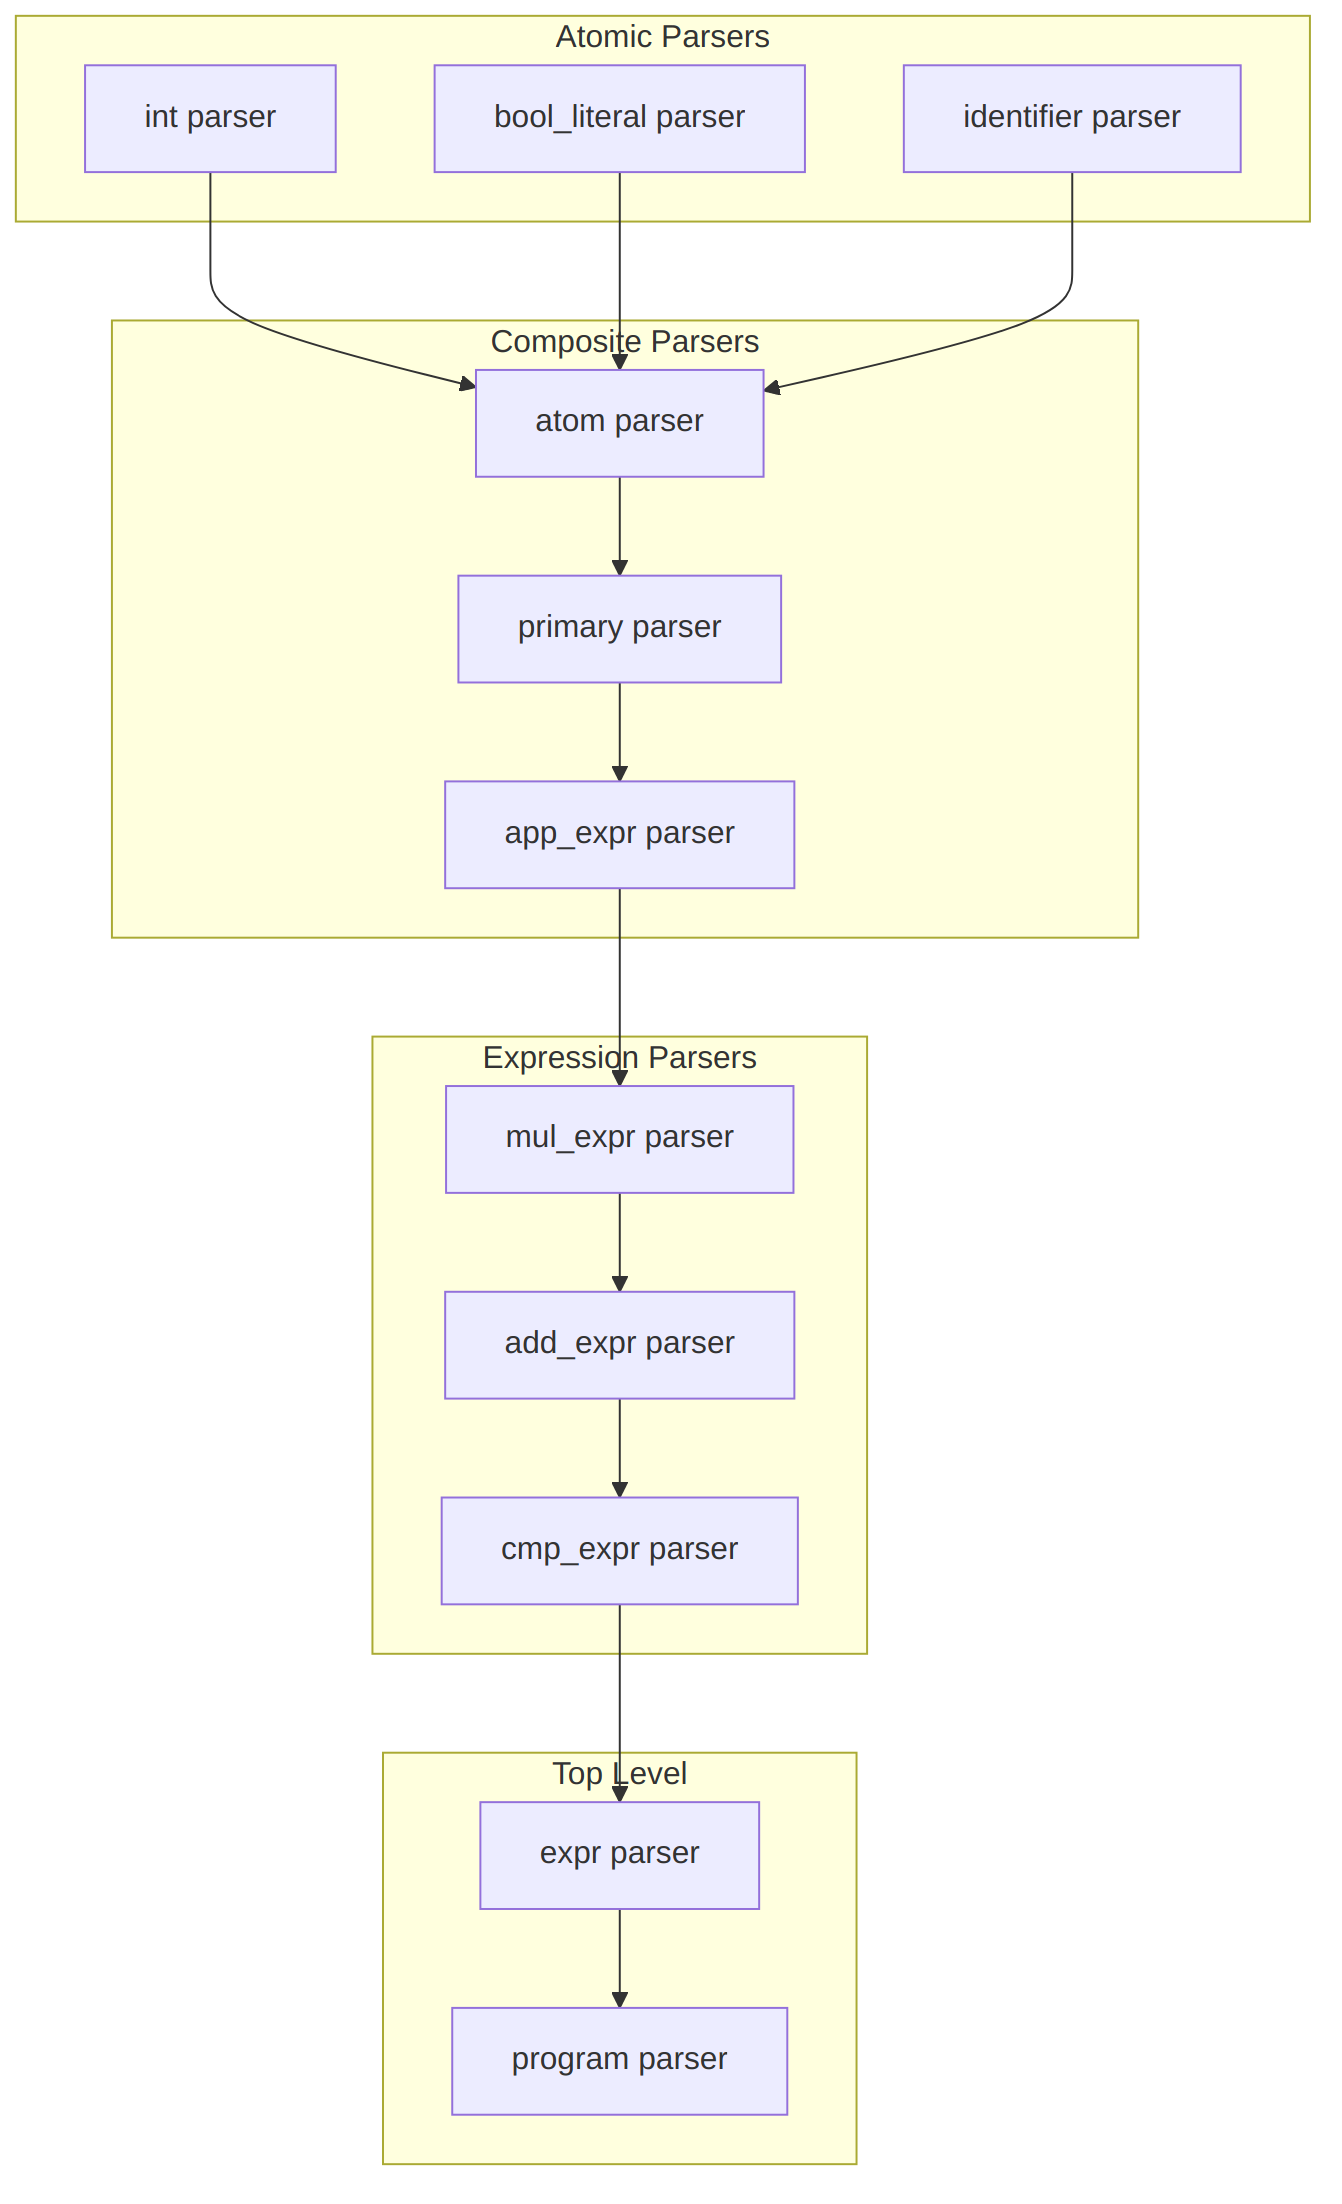 Atomic Parsers
int parser
bool_literal parser
identifier parser
Composite Parsers
atom parser
primary parser
app_expr parser
Expression Parsers
mul_expr parser
add_expr parser
cmp_expr parser
Top Level
expr parser
program parser